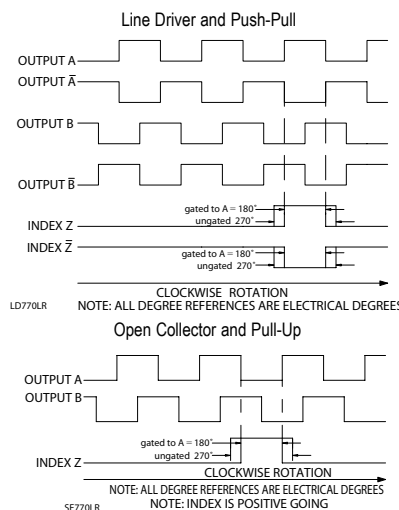 Line Driver and Push-Pull
OUTPUT A
OUTPUT A̅
OUTPUT B
OUTPUT B̅
gated to A = 180°
ungated 270°
INDEX Z
INDEX Z̅
gated to A = 180°
ungated 270°
CLOCKWISE ROTATION
LD770LR
NOTE: ALL DEGREE REFERENCES ARE ELECTRICAL DEGREES
Open Collector and Pull-Up
OUTPUT A
OUTPUT B
gated to A = 180°
ungated 270°
INDEX Z
CLOCKWISE ROTATION
NOTE: ALL DEGREE REFERENCES ARE ELECTRICAL DEGREES
NOTE: INDEX IS POSITIVE GOING
SE770LR